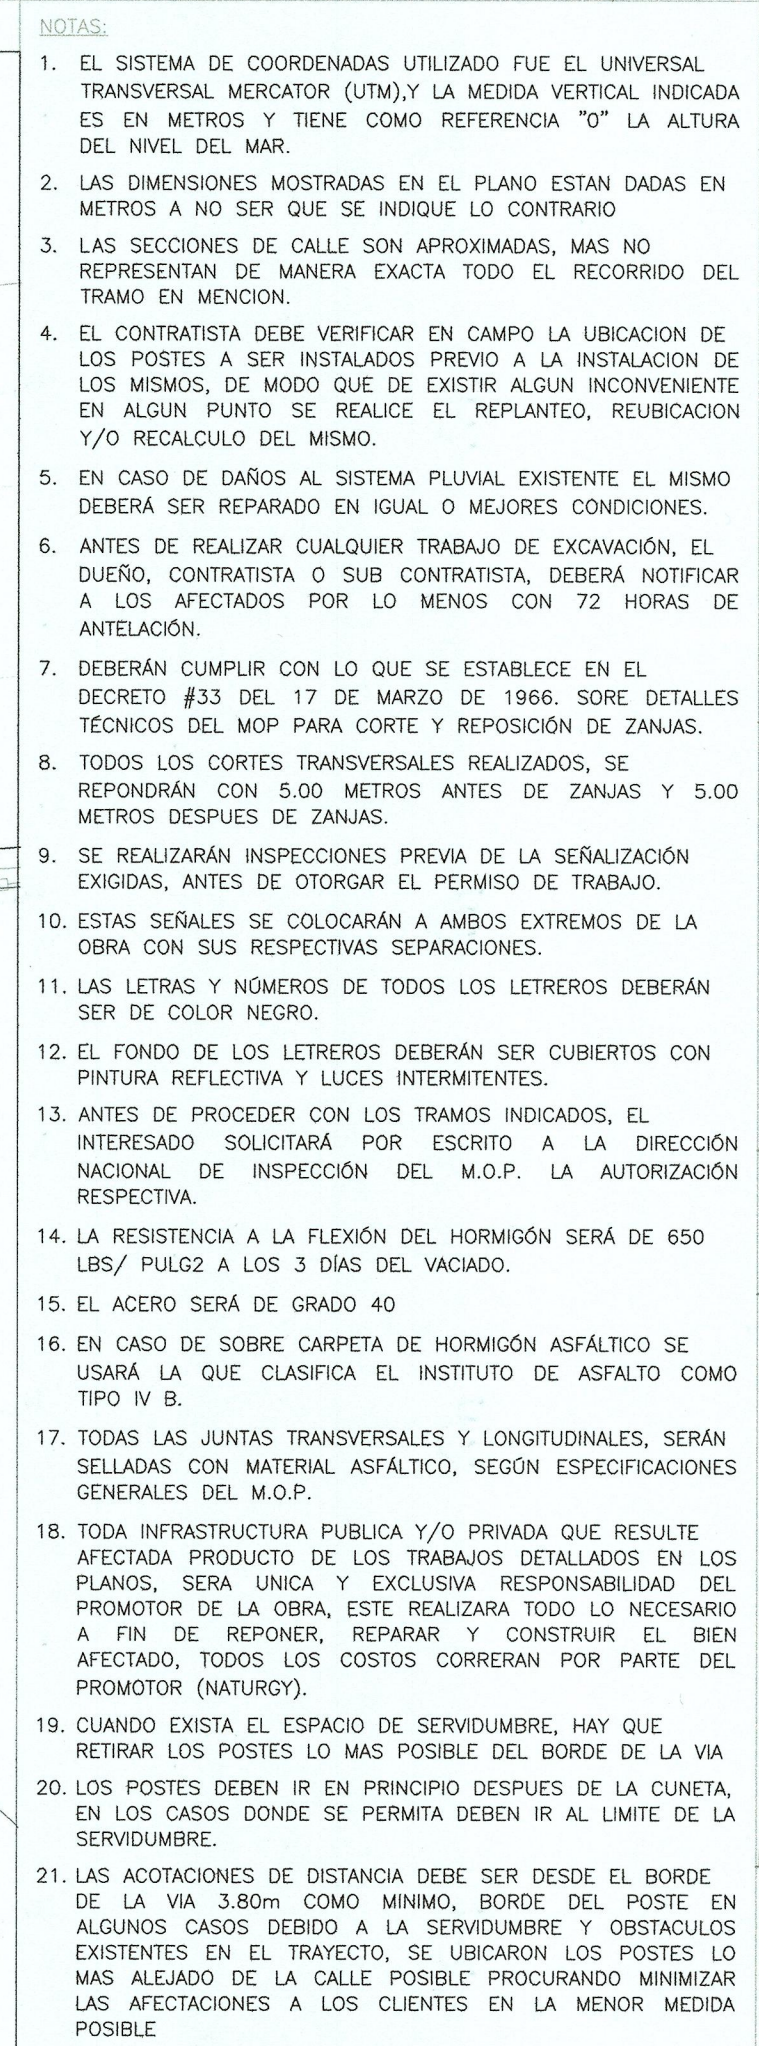 NOTAS:
1. EL SISTEMA DE COORDENADAS UTILIZADO FUE EL UNIVERSAL
TRANSVERSAL MERCATOR (UTM),Y LA MEDIDA VERTICAL INDICADA
ES EN METROS Y TIENE COMO REFERENCIA "0" LA ALTURA
DEL NIVEL DEL MAR.
2. LAS DIMENSIONES MOSTRADAS EN EL PLANO ESTAN DADAS EN
METROS A NO SER QUE SE INDIQUE LO CONTRARIO
3. LAS SECCIONES DE CALLE SON APROXIMADAS, MAS NO
REPRESENTAN DE MANERA EXACTA TODO EL RECORRIDO DEL
TRAMO EN MENCION.
4. EL CONTRATISTA DEBE VERIFICAR EN CAMPO LA UBICACION DE
LOS POSTES A SER INSTALADOS PREVIO A LA INSTALACION DE
LOS MISMOS, DE MODO QUE DE EXISTIR ALGUN INCONVENIENTE
EN ALGUN PUNTO SE REALICE EL REPLANTEO, REUBICACION
Y/O RECALCULO DEL MISMO.
5. EN CASO DE DAÑOS AL SISTEMA PLUVIAL EXISTENTE EL MISMO
DEBERÁ SER REPARADO EN IGUAL O MEJORES CONDICIONES.
6. ANTES DE REALIZAR CUALQUIER TRABAJO DE EXCAVACIÓN, EL
DUEÑO, CONTRATISTA O SUB CONTRATISTA, DEBERÁ NOTIFICAR
A LOS AFECTADOS POR LO MENOS CON 72 HORAS DE
ANTELACIÓN.
7. DEBERÁN CUMPLIR CON LO QUE SE ESTABLECE EN EL
DECRETO #33 DEL 17 DE MARZO DE 1966. SORE DETALLES
TÉCNICOS DEL MOP PARA CORTE Y REPOSICIÓN DE ZANJAS.
8. TODOS LOS CORTES TRANSVERSALES REALIZADOS, SE
REPONDRÁN CON 5.00 METROS ANTES DE ZANJAS Y 5.00
METROS DESPUES DE ZANJAS.
9. SE REALIZARÁN INSPECCIONES PREVIA DE LA SEÑALIZACIÓN
EXIGIDAS, ANTES DE OTORGAR EL PERMISO DE TRABAJO.
10. ESTAS SEÑALES SE COLOCARÁN A AMBOS EXTREMOS DE LA
OBRA CON SUS RESPECTIVAS SEPARACIONES.
11. LAS LETRAS Y NÚMEROS DE TODOS LOS LETREROS DEBERÁN
SER DE COLOR NEGRO.
12. EL FONDO DE LOS LETREROS DEBERÁN SER CUBIERTOS CON
PINTURA REFLECTIVA Y LUCES INTERMITENTES.
13. ANTES DE PROCEDER CON LOS TRAMOS INDICADOS, EL
INTERESADO SOLICITARÁ POR ESCRITO A LA DIRECCIÓN
NACIONAL DE INSPECCIÓN DEL M.O.P. LA AUTORIZACIÓN
RESPECTIVA.
14. LA RESISTENCIA A LA FLEXIÓN DEL HORMIGÓN SERÁ DE 650
LBS/ PULG2 A LOS 3 DÍAS DEL VACIADO.
15. EL ACERO SERÁ DE GRADO 40
16. EN CASO DE SOBRE CARPETA DE HORMIGÓN ASFÁLTICO SE
USARÁ LA QUE CLASIFICA EL INSTITUTO DE ASFALTO COMO
TIPO IV B.
17. TODAS LAS JUNTAS TRANSVERSALES Y LONGITUDINALES, SERÁN
SELLADAS CON MATERIAL ASFÁLTICO, SEGÚN ESPECIFICACIONES
GENERALES DEL M.O.P.
18. TODA INFRASTRUCTURA PUBLICA Y/O PRIVADA QUE RESULTE
AFECTADA PRODUCTO DE LOS TRABAJOS DETALLADOS EN LOS
PLANOS, SERA UNICA Y EXCLUSIVA RESPONSABILIDAD DEL
PROMOTOR DE LA OBRA, ESTE REALIZARA TODO LO NECESARIO
A FIN DE REPONER, REPARAR Y CONSTRUIR EL BIEN
AFECTADO, TODOS LOS COSTOS CORRERAN POR PARTE DEL
PROMOTOR (NATURGY).
19. CUANDO EXISTA EL ESPACIO DE SERVIDUMBRE, HAY QUE
RETIRAR LOS POSTES LO MAS POSIBLE DEL BORDE DE LA VIA
20. LOS POSTES DEBEN IR EN PRINCIPIO DESPUES DE LA CUNETA,
EN LOS CASOS DONDE SE PERMITA DEBEN IR AL LIMITE DE LA
SERVIDUMBRE.
21. LAS ACOTACIONES DE DISTANCIA DEBE SER DESDE EL BORDE
DE LA VIA 3.80m COMO MINIMO, BORDE DEL POSTE EN
ALGUNOS CASOS DEBIDO A LA SERVIDUMBRE Y OBSTACULOS
EXISTENTES EN EL TRAYECTO, SE UBICARON LOS POSTES LO
MAS ALEJADO DE LA CALLE POSIBLE PROCURANDO MINIMIZAR
LAS AFECTACIONES A LOS CLIENTES EN LA MENOR MEDIDA
POSIBLE